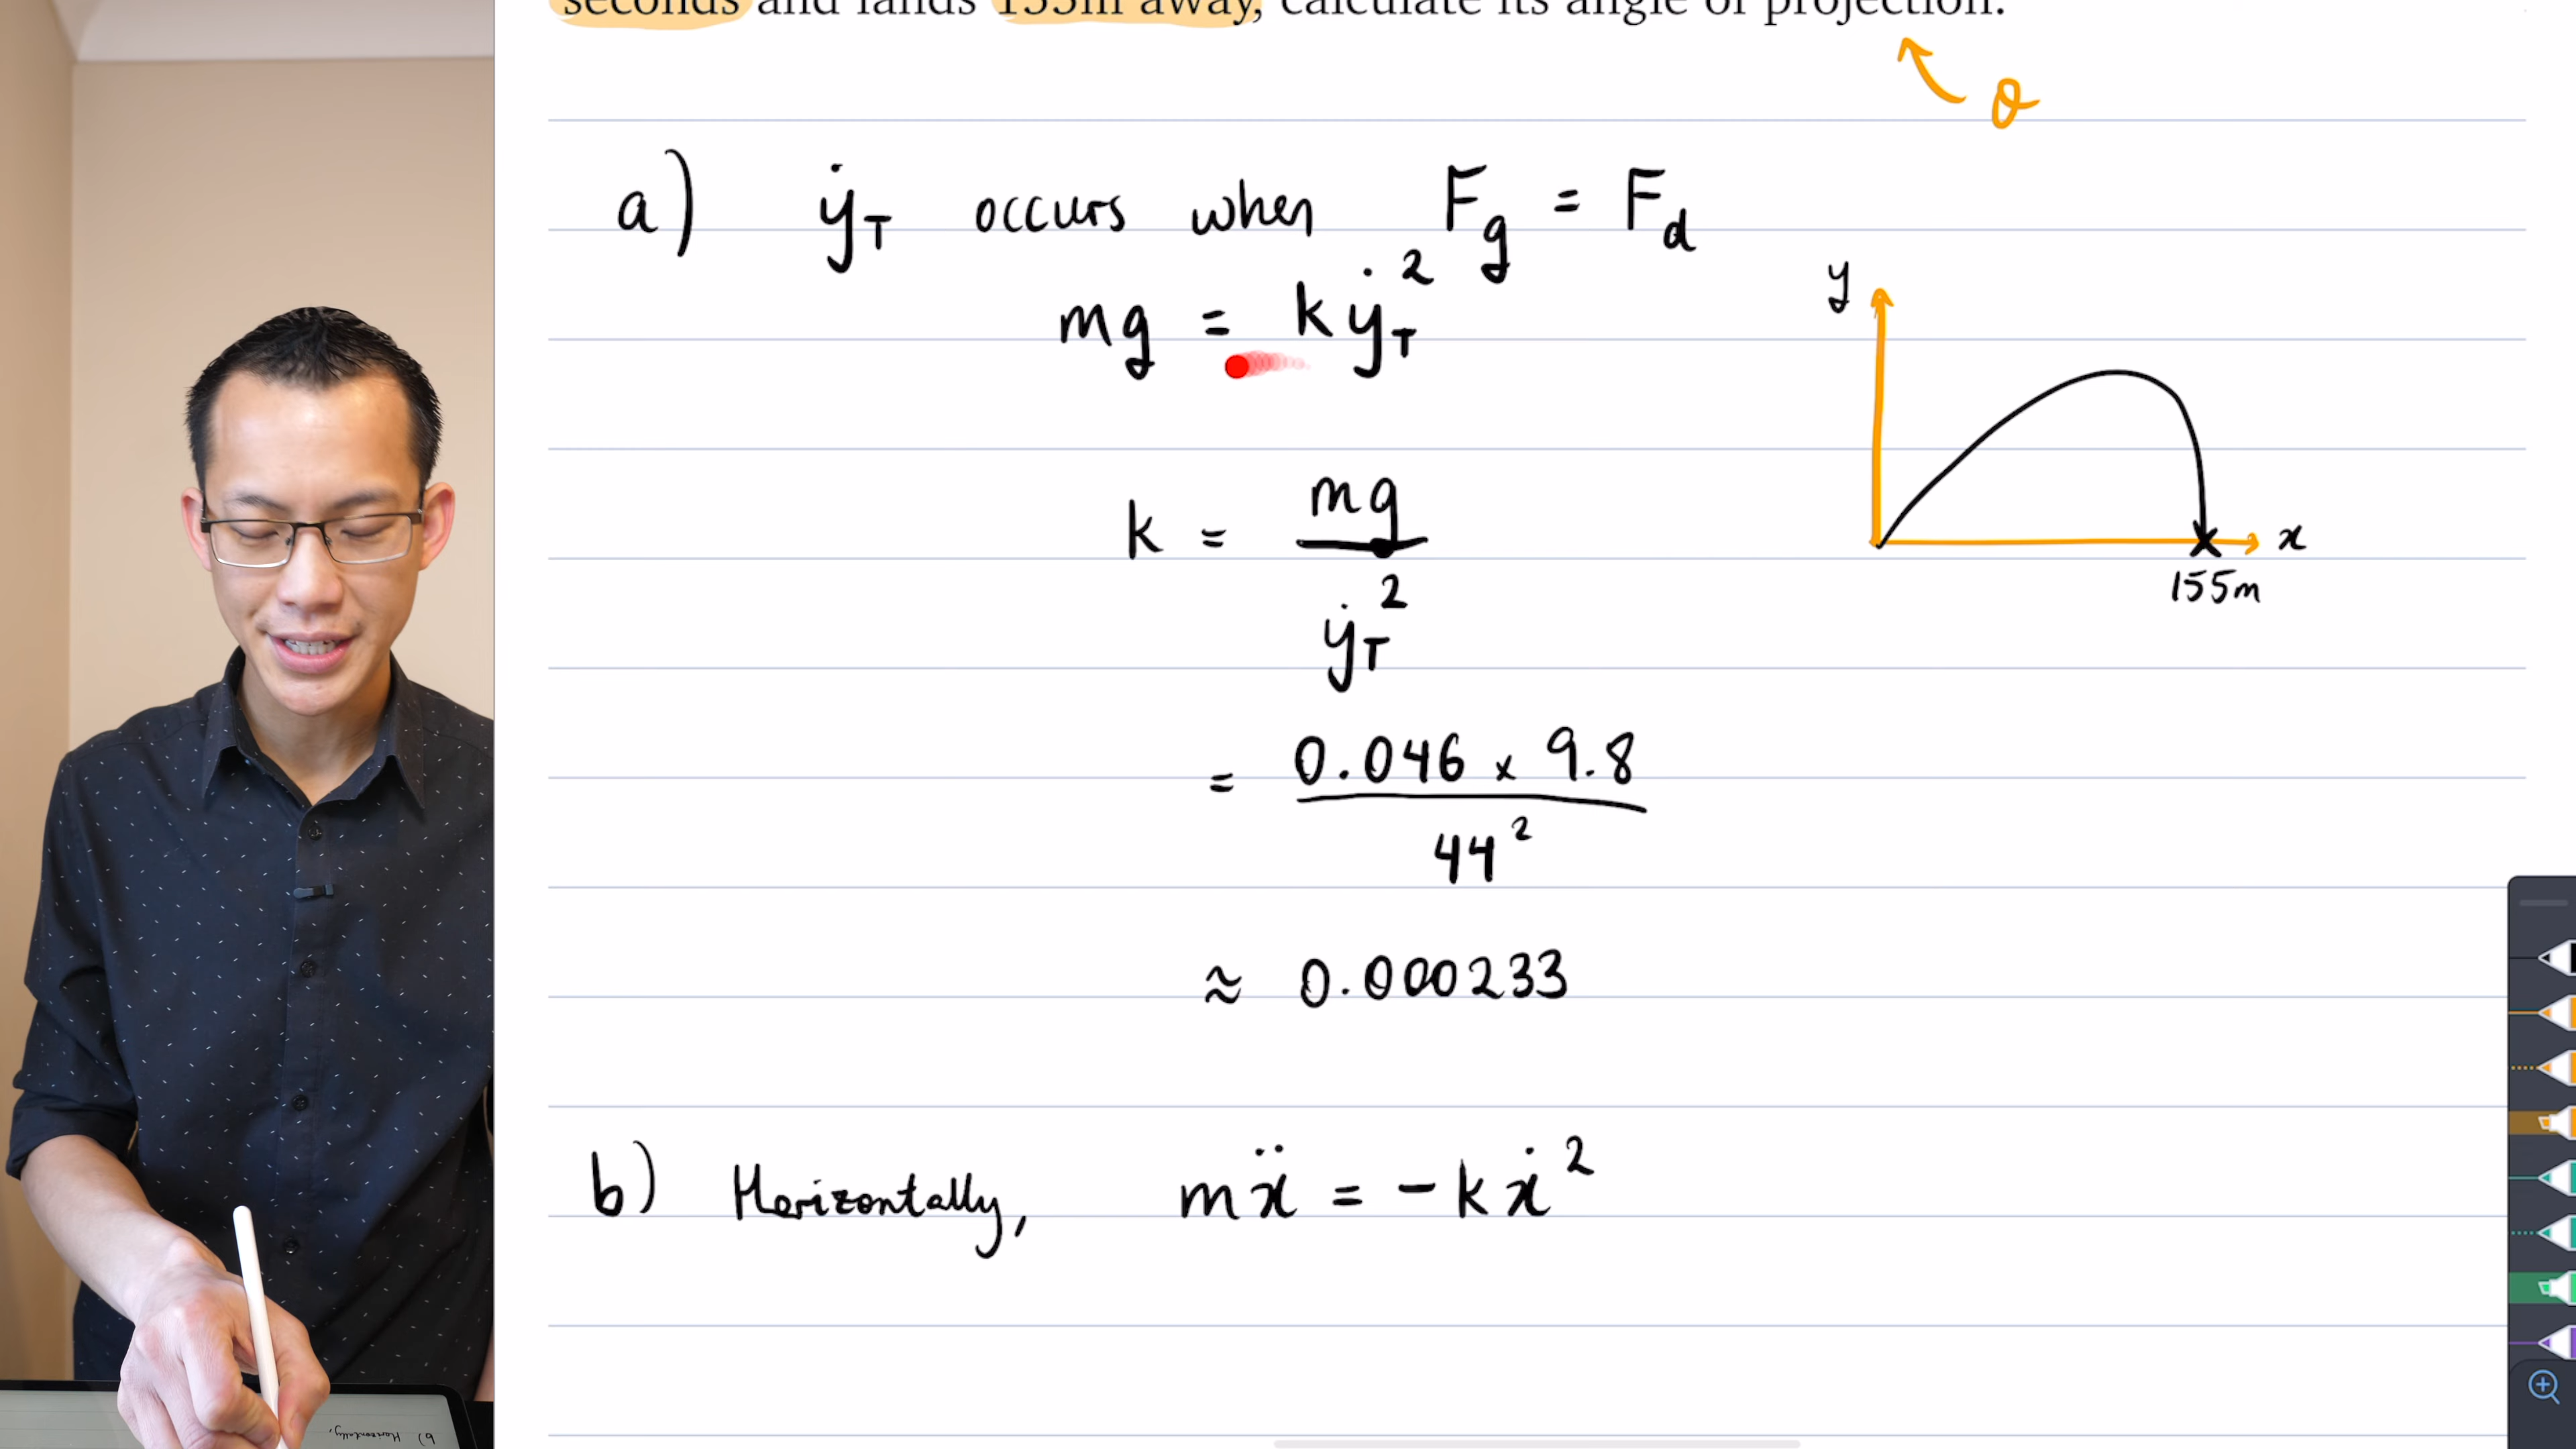 seconds and lands 155m away, calculate its angle of projection.
θ
a) ẏ_T occurs when F_g = F_d
mg = kẏ_T²
k = mg / ẏ_T²
= 0.046 × 9.8 / 44²
≈ 0.000233
y
x
155m
b) Horizontally, mẍ = -kẋ²
b) Horizontally,